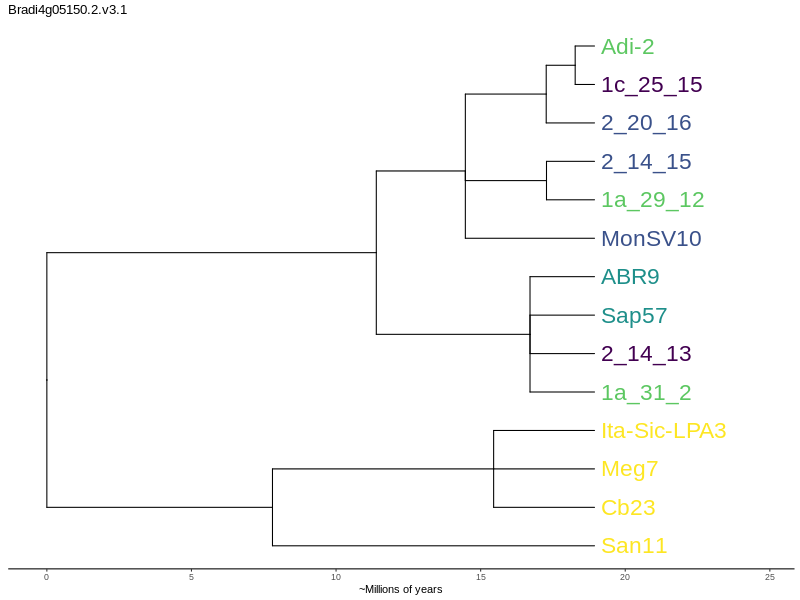 Bradi4g05150.2.v3.1
Adi-2
1c_25_15
2_20_16
2_14_15
1a_29_12
MonSV10
ABR9
Sap57
2_14_13
1a_31_2
Ita-Sic-LPA3
Meg7
Cb23
San11
0 5 10 15 20 25
~Millions of years